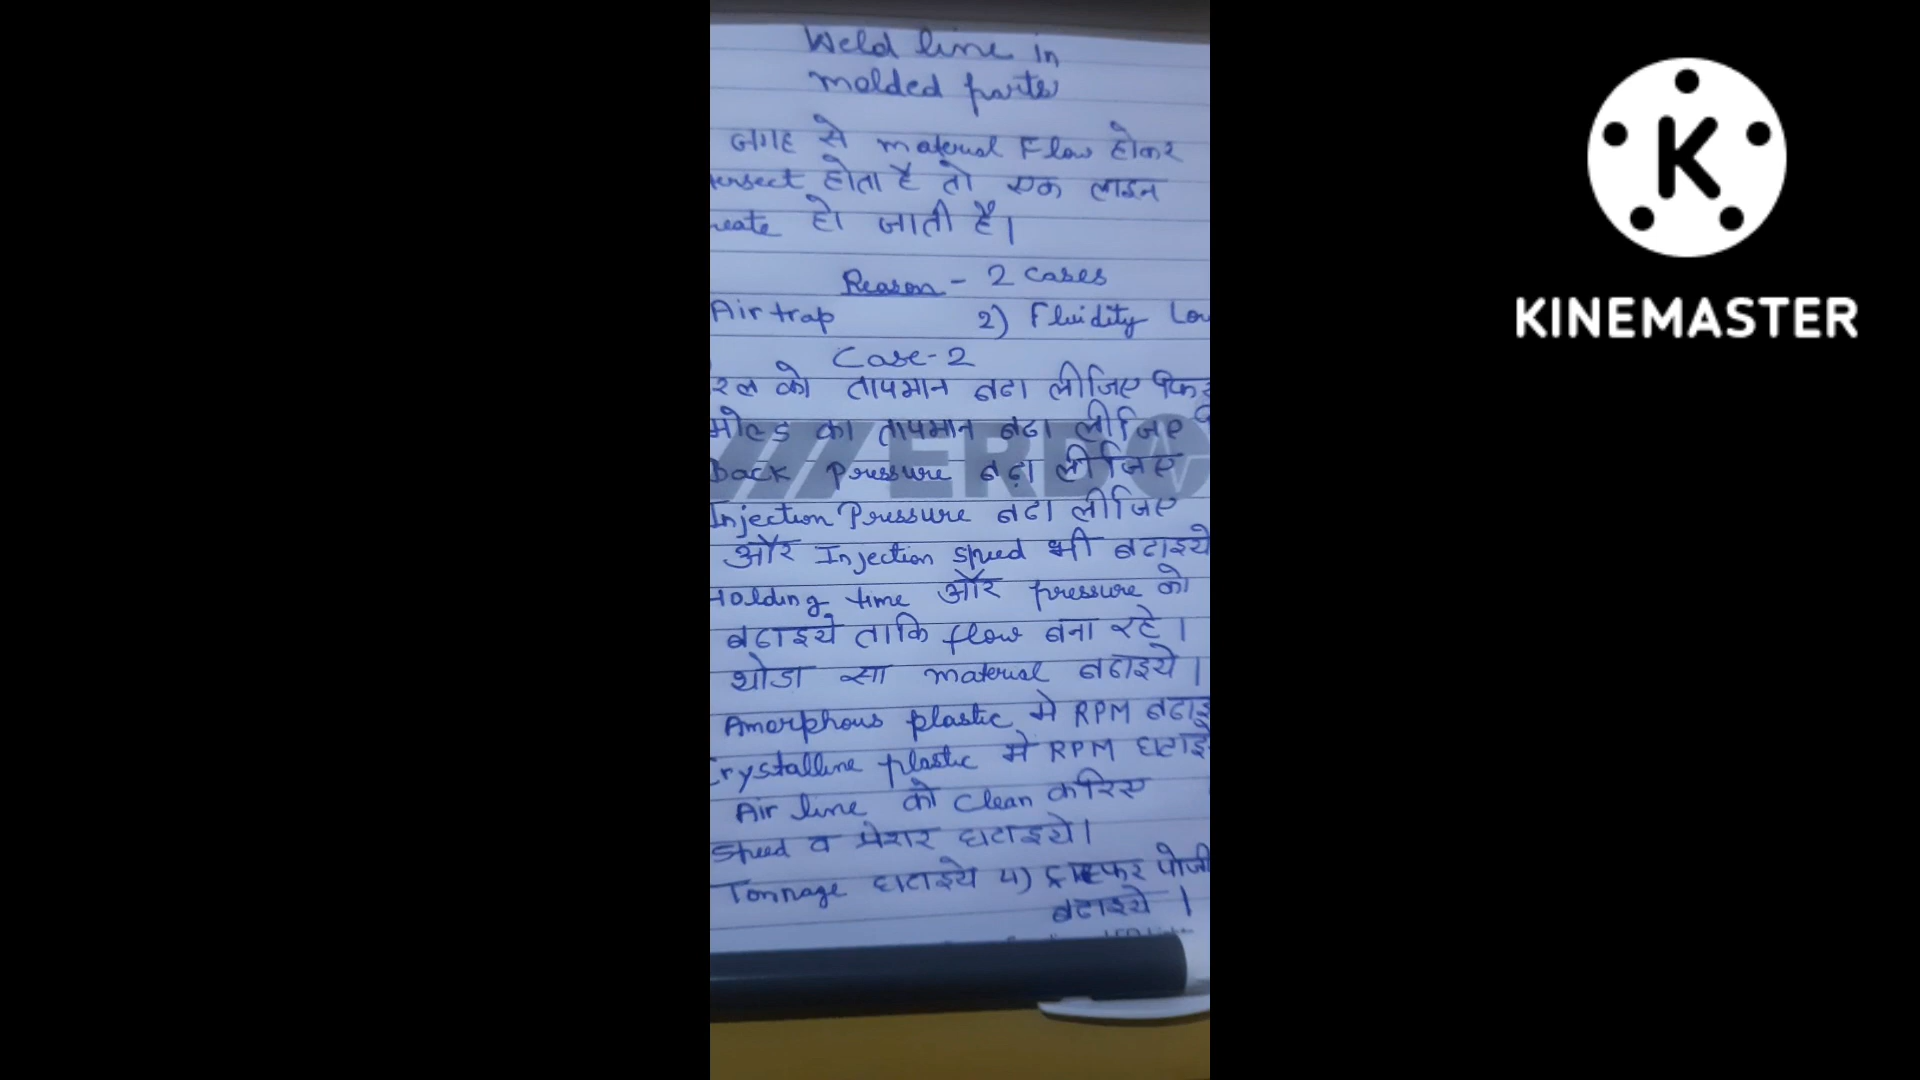 Weld line in
molded parts
जगह से material Flow होकर
ersect होता है तो एक लाइन
reate हो जाती है।
Reason - 2 cases
Air trap 2) Fluidity Low
Case-2
रल को तापमान बढा लीजिए फिर
मोल्ड का तापमान बढा लीजिए
Back Pressure बढ़ा लीजिए
Injection Pressure बढा लीजिए
और Injection speed भी बढाइये
Holding time और pressure को
बढाइये ताकि flow बना रहे।
थोडा सा material बढाइये।
Amorphous plastic मे RPM बढाइ
Crystalline plastic मे RPM घटाइ
Air line को Clean करिए
Speed व प्रेशर घटाइये।
Tonnage घटाइये 4) पोजी
बढाइये।
K
KINEMASTER